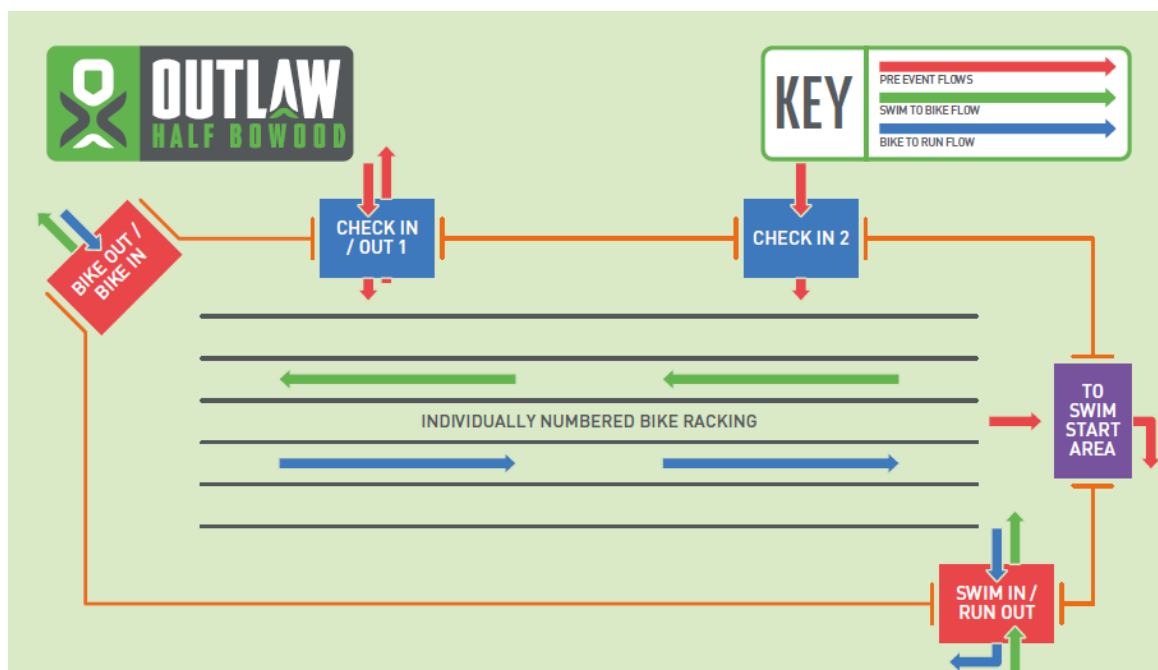 OUTLAW
HALF BOWOOD
KEY
PRE EVENT FLOWS
SWIM TO BIKE FLOW
BIKE TO RUN FLOW
BIKE OUT /
BIKE IN
CHECK IN
/ OUT 1
CHECK IN 2
INDIVIDUALLY NUMBERED BIKE RACKING
TO
SWIM
START
AREA
SWIM IN /
RUN OUT